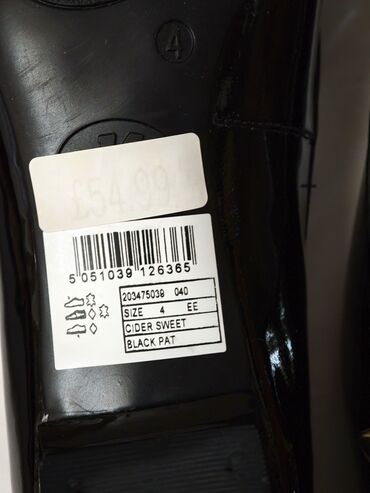 4
£54.99
5 051039 126365
203475039 040
SIZE 4 EE
CIDER SWEET
BLACK PAT